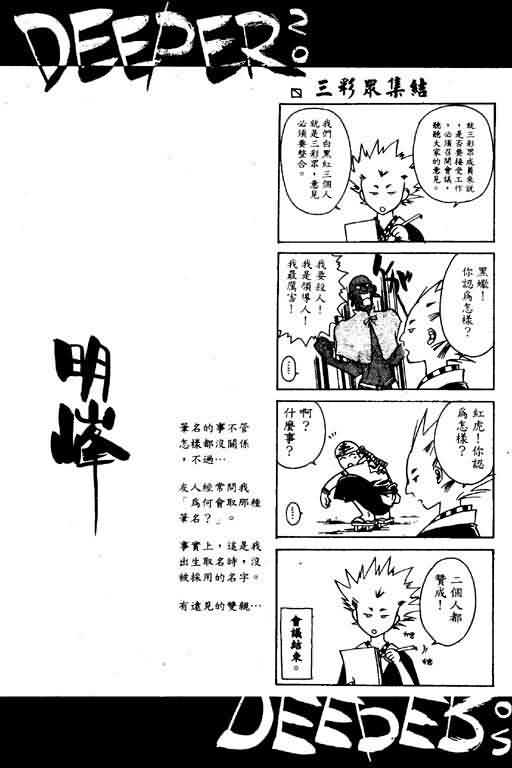 DEEPER 20
三彩眾集結
就三彩眾成員來說
,是否要接受工作
,必須在開會議,
聽聽大家的意見。
我們白黑紅三個人
就是三彩眾,意見
必須要整合。
黑蠍!
你認
為怎樣?
我要殺人!
我是領導人!
我最厲害!
……
紅虎!你認
為怎樣?
啊?
什麼事?
……
二個人都
贊成!
會議結束。
明峰
筆名的事不管
怎樣都沒關係
,不過…
友人經常問我
「為何會取那種
筆名?」。
事實上,這是我
出生取名時,沒
被採用的名字。
有遠見的雙親…
DEEPER